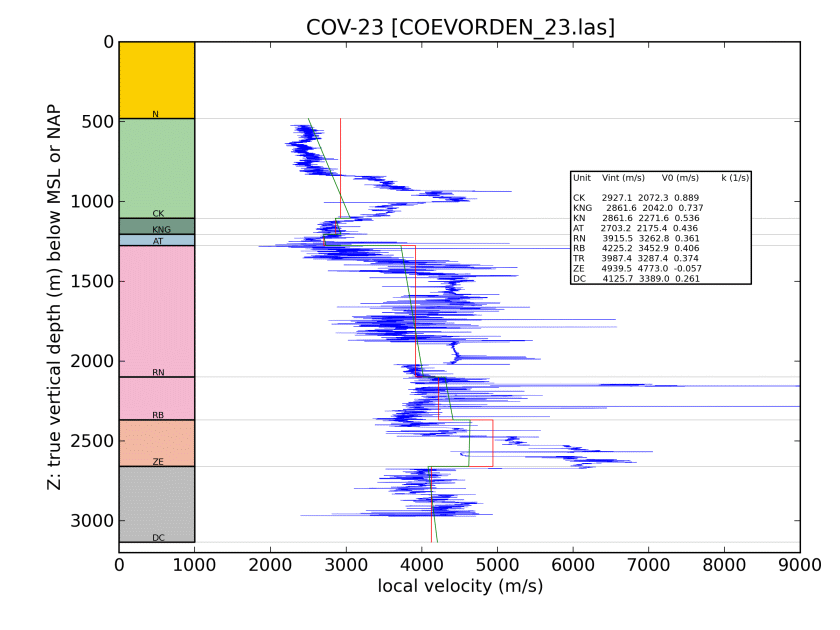 COV-23 [COEVORDEN_23.las]
Z: true vertical depth (m) below MSL or NAP
0
500
1000
1500
2000
2500
3000
N
CK
KNG
AT
RN
RB
ZE
DC
Unit Vint (m/s) V0 (m/s) k (1/s)
CK 2927.1 2072.3 0.889
KNG 2861.6 2042.0 0.737
KN 2861.6 2271.6 0.536
AT 2703.2 2175.4 0.436
RN 3915.5 3262.8 0.361
RB 4225.2 3452.9 0.406
TR 3987.4 3287.4 0.374
ZE 4939.5 4773.0 -0.057
DC 4125.7 3389.0 0.261
0 1000 2000 3000 4000 5000 6000 7000 8000 9000
local velocity (m/s)